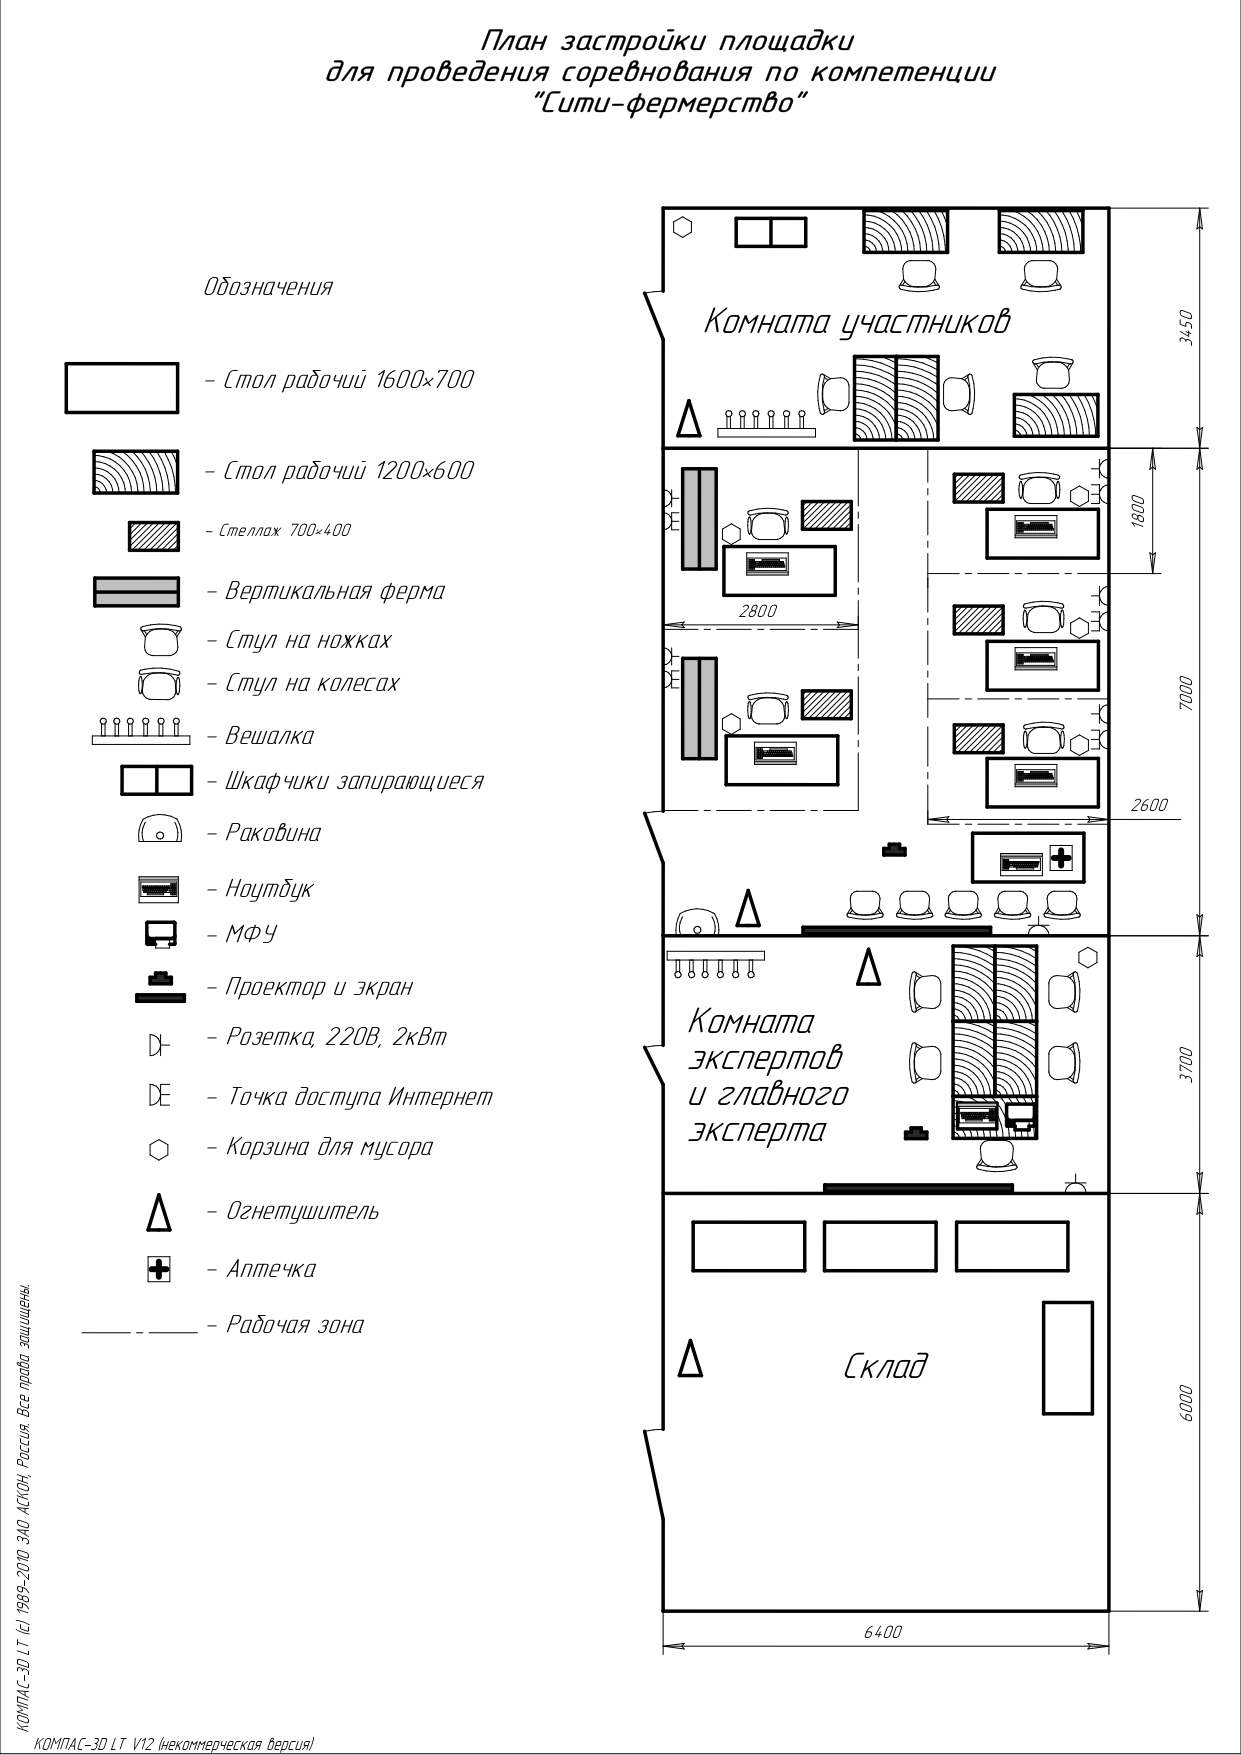 План застройки площадки
для проведения соревнования по компетенции
"Сити-фермерство"
Обозначения
- Стол рабочий 1600×700
- Стол рабочий 1200×600
- Стеллаж 700×400
- Вертикальная ферма
- Стул на ножках
- Стул на колесах
- Вешалка
- Шкафчики запирающиеся
- Раковина
- Ноутбук
- МФУ
- Проектор и экран
- Розетка, 220В, 2кВт
- Точка доступа Интернет
- Корзина для мусора
- Огнетушитель
- Аптечка
- Рабочая зона
Комната участников
3450
1800
2800
7000
2600
Комната
экспертов
и главного
эксперта
3700
Склад
6000
6400
КОМПАС-3D LT (с) 1989-2010 ЗАО АСКОН, Россия. Все права защищены.
КОМПАС-3D LT V12 (некоммерческая версия)